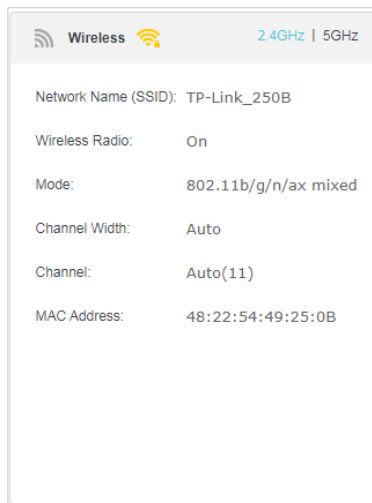 Wireless 2.4GHz | 5GHz
Network Name (SSID): TP-Link_250B
Wireless Radio: On
Mode: 802.11b/g/n/ax mixed
Channel Width: Auto
Channel: Auto(11)
MAC Address: 48:22:54:49:25:0B